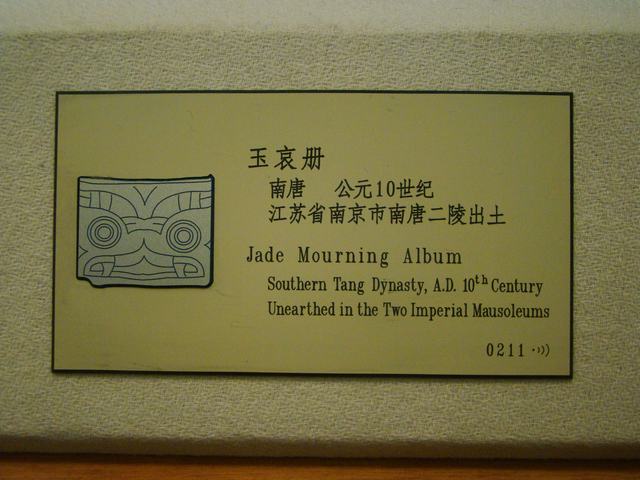 玉哀册
南唐 公元10世纪
江苏省南京市南唐二陵出土
Jade Mourning Album
Southern Tang Dynasty, A.D. 10th Century
Unearthed in the Two Imperial Mausoleums
0211 ·)))